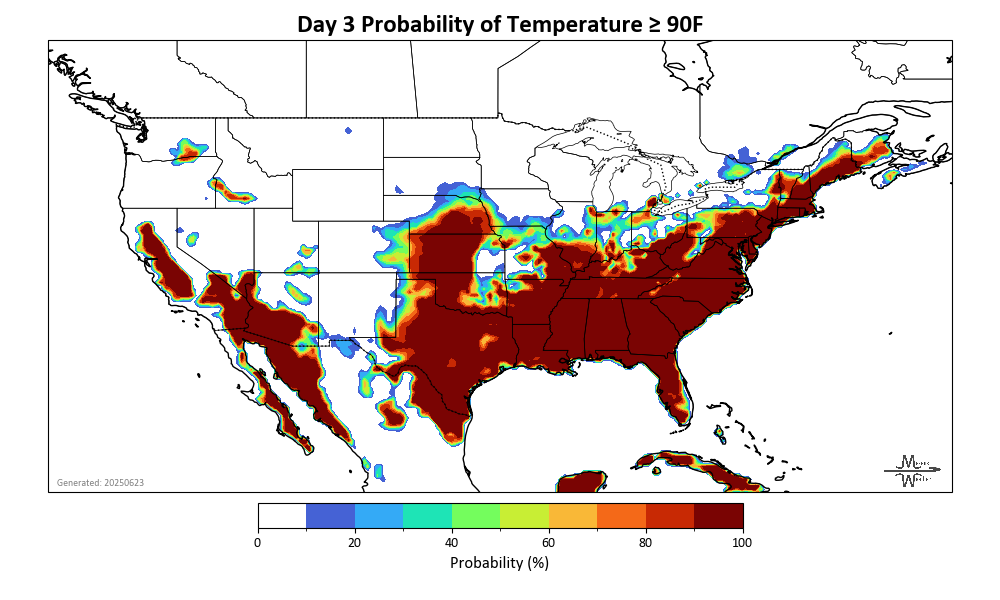 Day 3 Probability of Temperature ≥ 90F
Generated: 20250623
0 20 40 60 80 100
Probability (%)